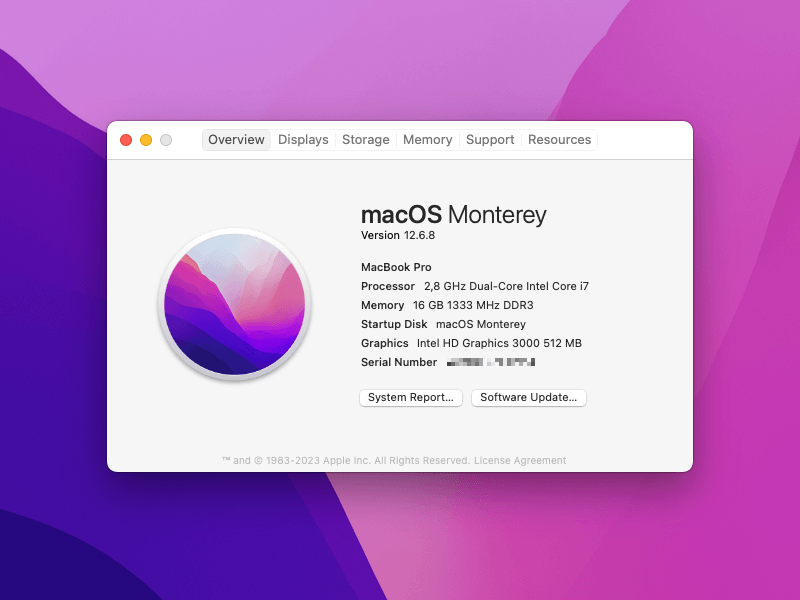 Overview Displays Storage Memory Support Resources
macOS Monterey
Version 12.6.8
MacBook Pro
Processor 2,8 GHz Dual-Core Intel Core i7
Memory 16 GB 1333 MHz DDR3
Startup Disk macOS Monterey
Graphics Intel HD Graphics 3000 512 MB
Serial Number
System Report... Software Update...
™ and © 1983-2023 Apple Inc. All Rights Reserved. License Agreement